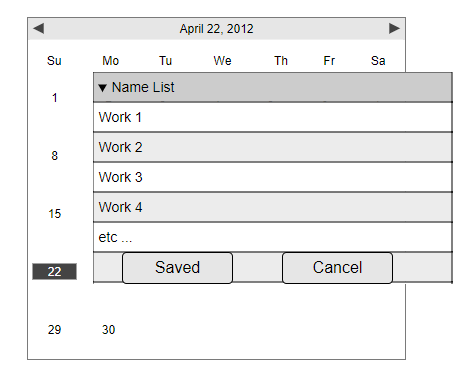 April 22, 2012
Su Mo Tu We Th Fr Sa
Name List
1
Work 1
Work 2
8
Work 3
Work 4
15
etc ...
22
Saved Cancel
29 30